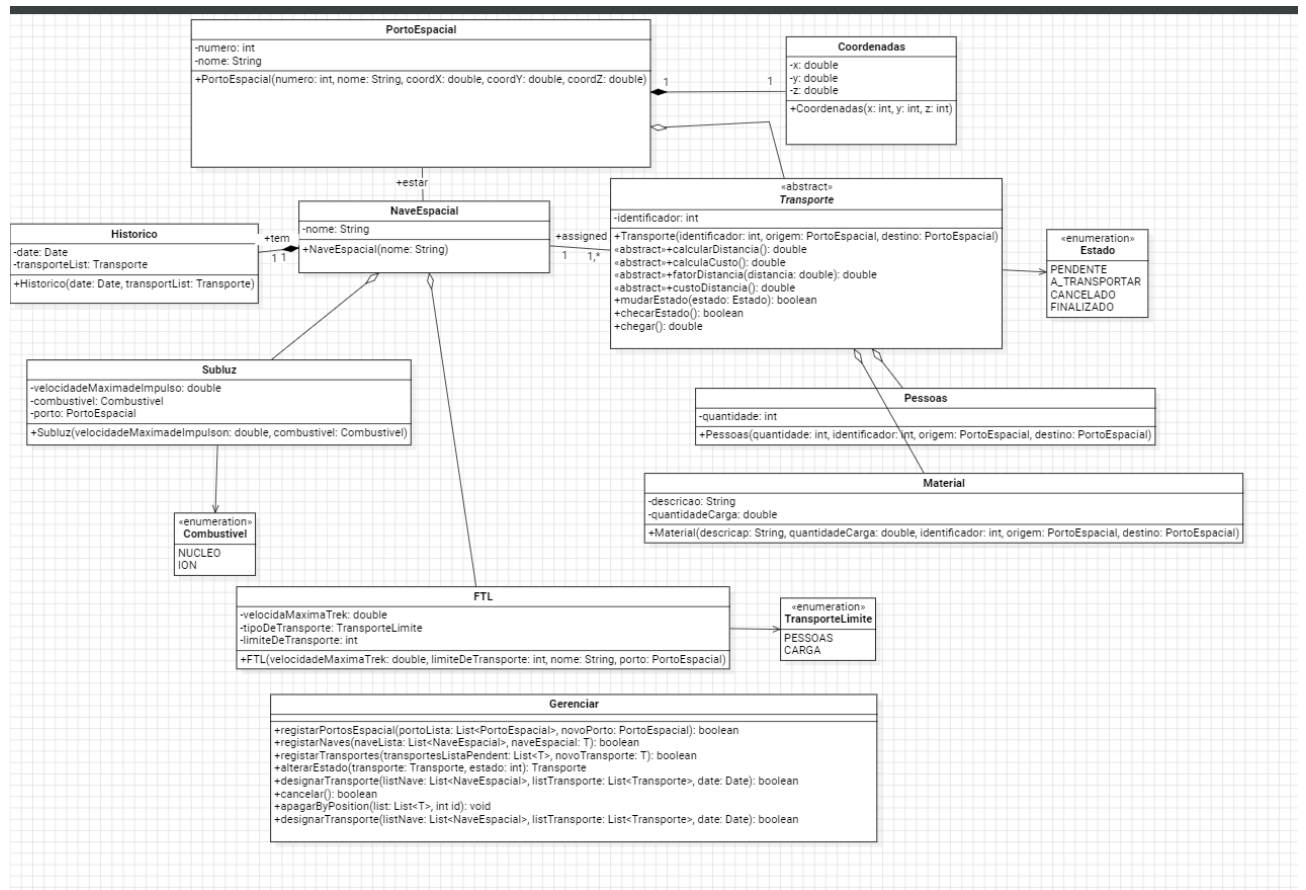 PortoEspacial
-numero: int
-nome: String
+PortoEspacial(numero: int, nome: String, coordX: double, coordY: double, coordZ: double)
Coordenadas
-x: double
-y: double
-z: double
+Coordenadas(x: int, y: int, z: int)
1
1
+estar
NaveEspacial
-nome: String
+NaveEspacial(nome: String)
«abstract»
Transporte
-identificador: int
+Transporte(identificador: int, origem: PortoEspacial, destino: PortoEspacial)
«abstract»+calcularDistancia(): double
«abstract»+calculaCusto(): double
«abstract»+fatorDistancia(distancia: double): double
«abstract»+custoDistancia(): double
+mudarEstado(estado: Estado): boolean
+checarEstado(): boolean
+chegar(): double
Historico
-date: Date
-transporteList: Transporte
+Historico(date: Date, transportList: Transporte)
+tem
1 1
+assigned
1
1,*
«enumeration»
Estado
PENDENTE
A_TRANSPORTAR
CANCELADO
FINALIZADO
Subluz
-velocidadeMaximadeImpulso: double
-combustivel: Combustivel
-porto: PortoEspacial
+Subluz(velocidadeMaximadeImpulson: double, combustivel: Combustivel)
Pessoas
-quantidade: int
+Pessoas(quantidade: int, identificador: int, origem: PortoEspacial, destino: PortoEspacial)
Material
-descricao: String
-quantidadeCarga: double
+Material(descricap: String, quantidadeCarga: double, identificador: int, origem: PortoEspacial, destino: PortoEspacial)
«enumeration»
Combustivel
NUCLEO
ION
FTL
-velocidaMaximaTrek: double
-tipoDeTransporte: TransporteLimite
-limiteDeTransporte: int
+FTL(velocidadeMaximaTrek: double, limiteDeTransporte: int, nome: String, porto: PortoEspacial)
«enumeration»
TransporteLimite
PESSOAS
CARGA
Gerenciar
+registarPortosEspacial(portoLista: List<PortoEspacial>, novoPorto: PortoEspacial): boolean
+registarNaves(naveLista: List<NaveEspacial>, naveEspacial: T): boolean
+registarTransportes(transportesListaPendent: List<T>, novoTransporte: T): boolean
+alterarEstado(transporte: Transporte, estado: int): Transporte
+designarTransporte(listNave: List<NaveEspacial>, listTransporte: List<Transporte>, date: Date): boolean
+cancelar(): boolean
+apagarByPosition(list: List<T>, int id): void
+designarTransporte(listNave: List<NaveEspacial>, listTransporte: List<Transporte>, date: Date): boolean